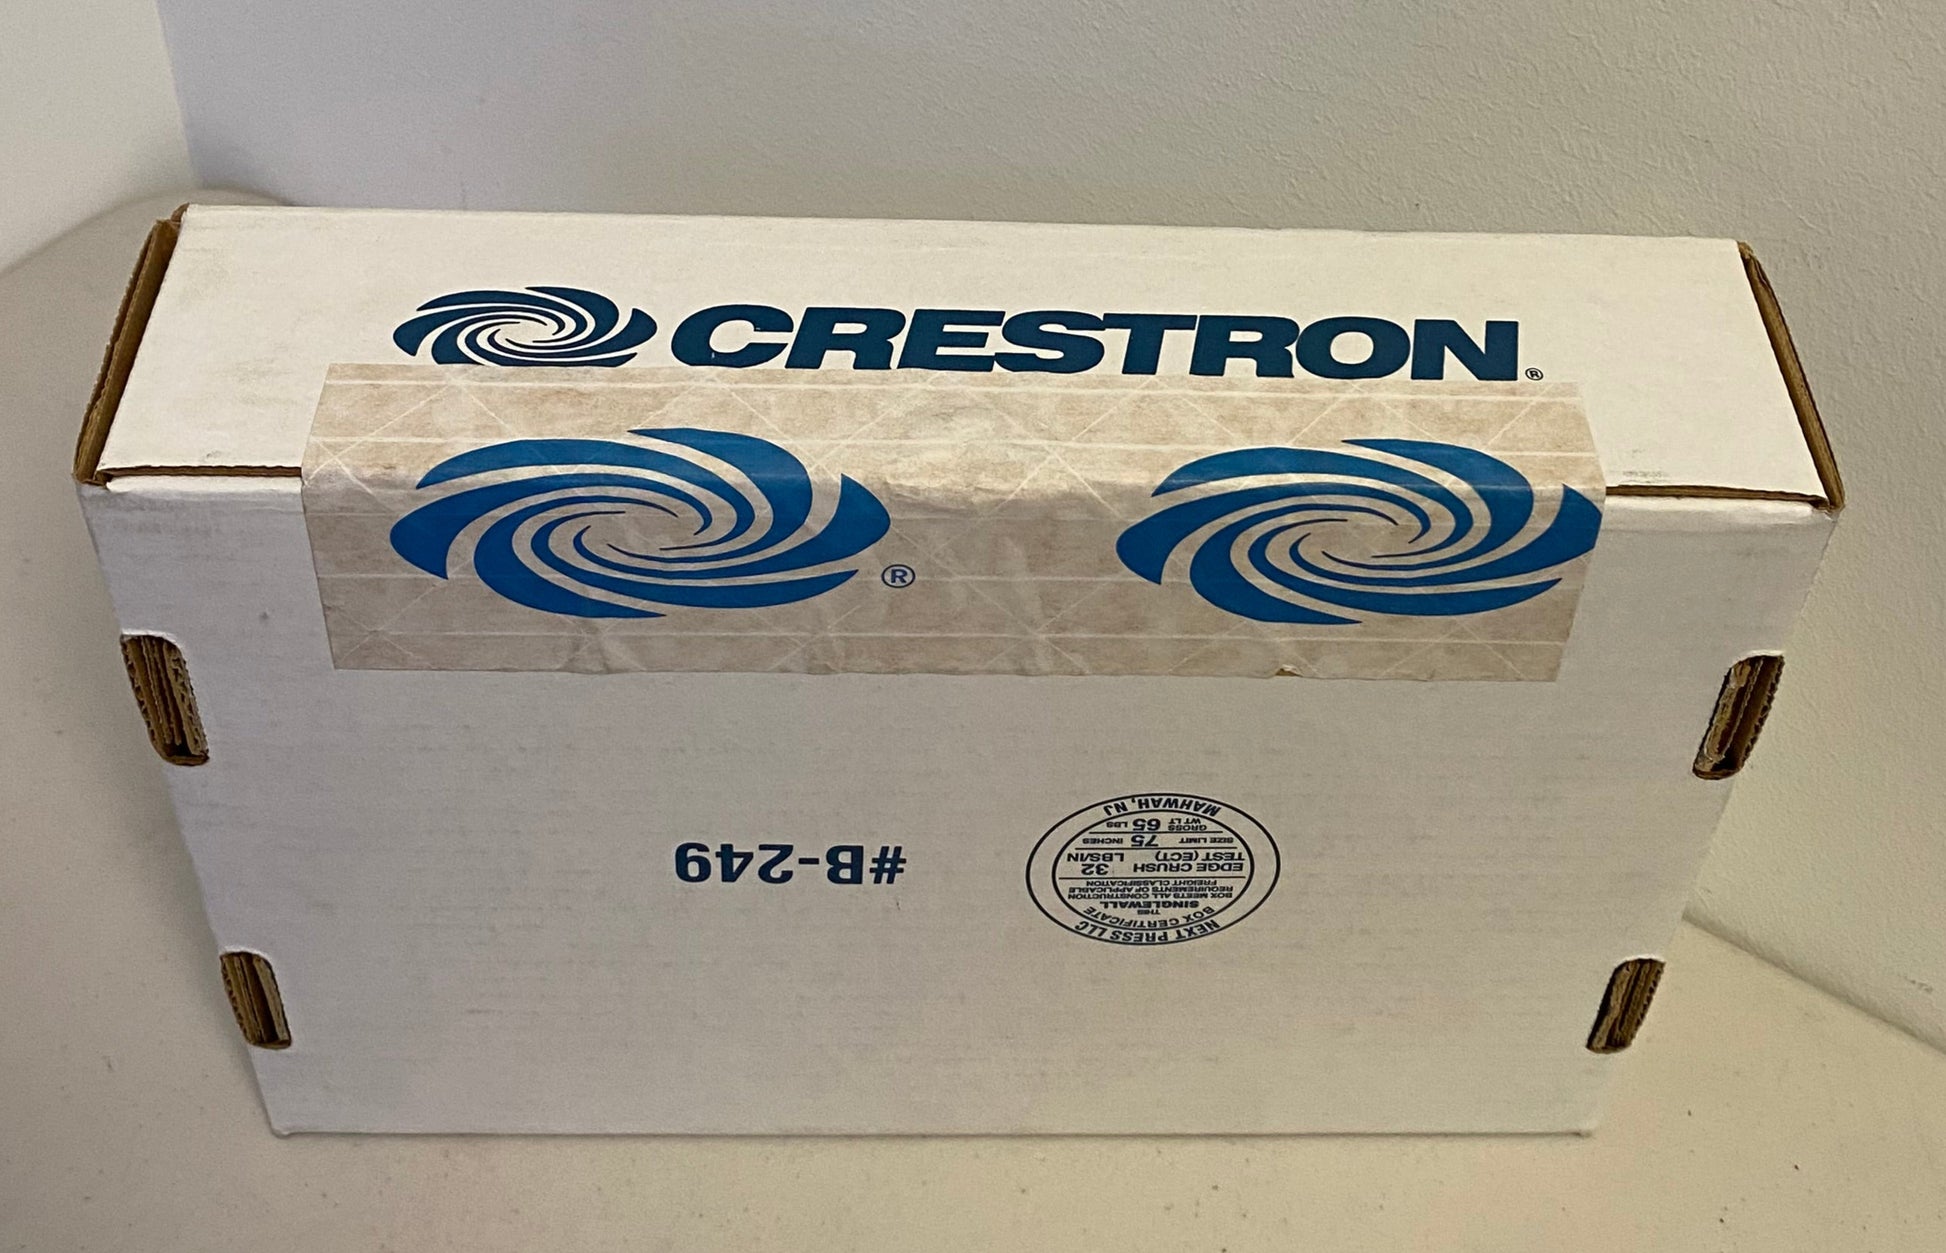 CRESTRON®
®
#B-249
NEXT PRESS LLC
BOX CERTIFICATE
THIS
SINGLEWALL
BOX MEETS ALL CONSTRUCTION
REQUIREMENTS OF APPLICABLE
FREIGHT CLASSIFICATION
EDGE CRUSH TEST (ECT) 32 LBS/IN
SIZE LIMIT 75 INCHES
GROSS WT LT 65 LBS
MAHWAH, NJ